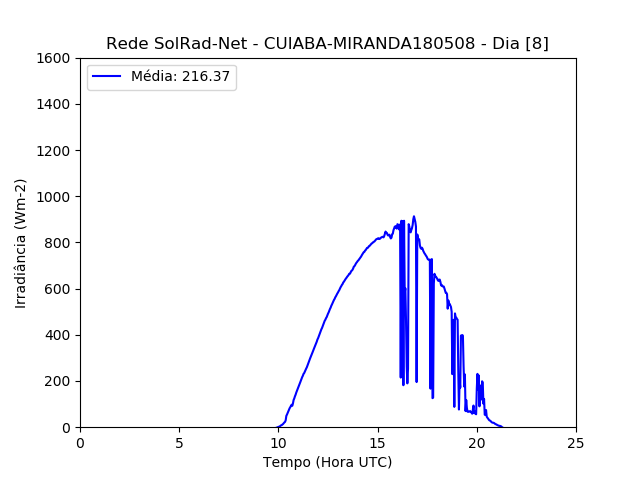 Rede SolRad-Net - CUIABA-MIRANDA180508 - Dia [8]
Média: 216.37
Irradiância (Wm-2)
1600
1400
1200
1000
800
600
400
200
0
0 5 10 15 20 25
Tempo (Hora UTC)